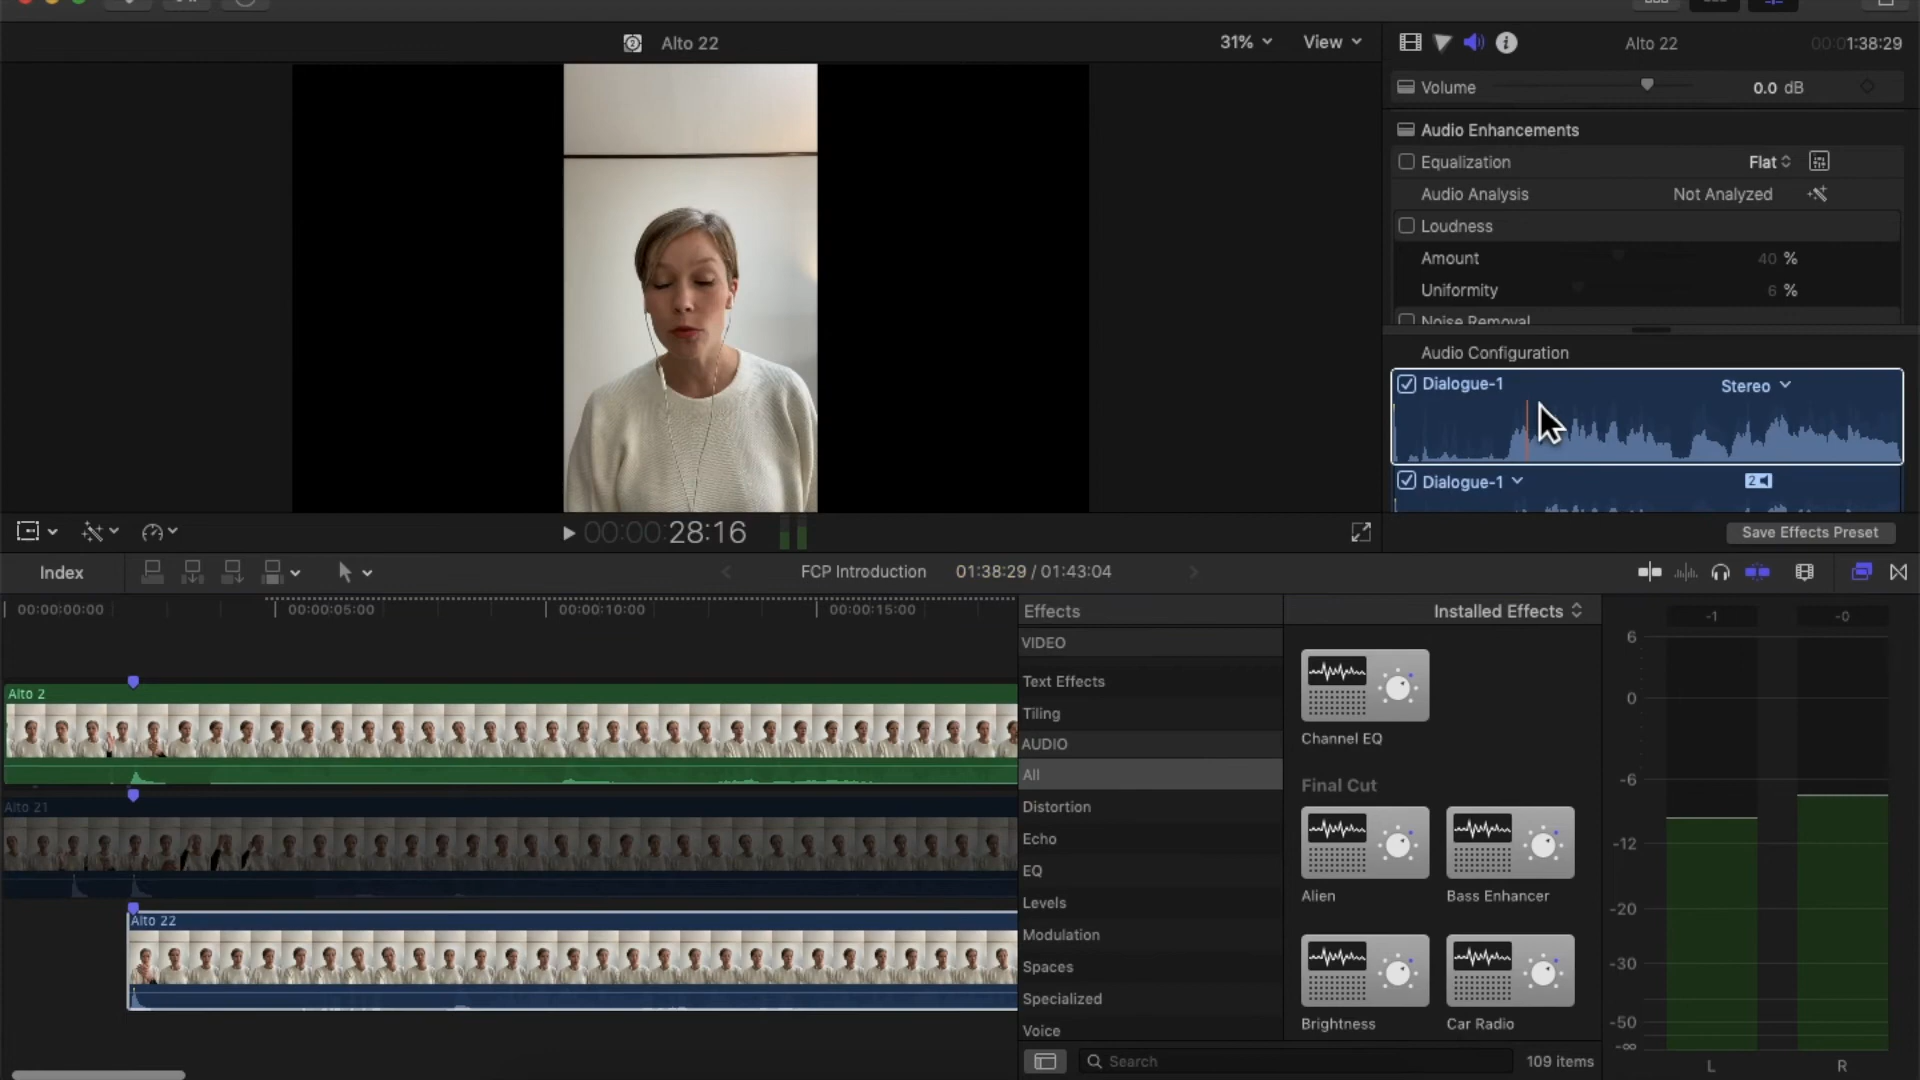 Alto 22
31%
View
Alto 22
00:01:38:29
Volume
0.0 dB
Audio Enhancements
Equalization
Flat
Audio Analysis
Not Analyzed
Loudness
Amount
40 %
Uniformity
6 %
Noise Removal
Audio Configuration
Dialogue-1
Stereo
Dialogue-1
2
00:00:28:16
Save Effects Preset
Index
FCP Introduction
01:38:29 / 01:43:04
00:00:00:00
00:00:05:00
00:00:10:00
00:00:15:00
Alto 2
Alto 21
Alto 22
Effects
VIDEO
Text Effects
Tiling
AUDIO
All
Distortion
Echo
EQ
Levels
Modulation
Spaces
Specialized
Voice
Installed Effects
Channel EQ
Final Cut
Alien
Bass Enhancer
Brightness
Car Radio
Search
109 items
-1
-0
6
0
-6
-12
-20
-30
-50
-∞
L
R